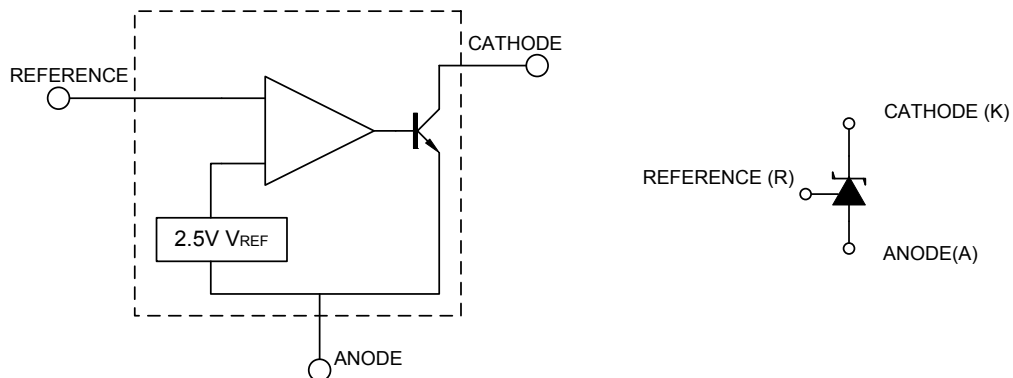 CATHODE
REFERENCE
2.5V VREF
ANODE
CATHODE (K)
REFERENCE (R)
ANODE(A)